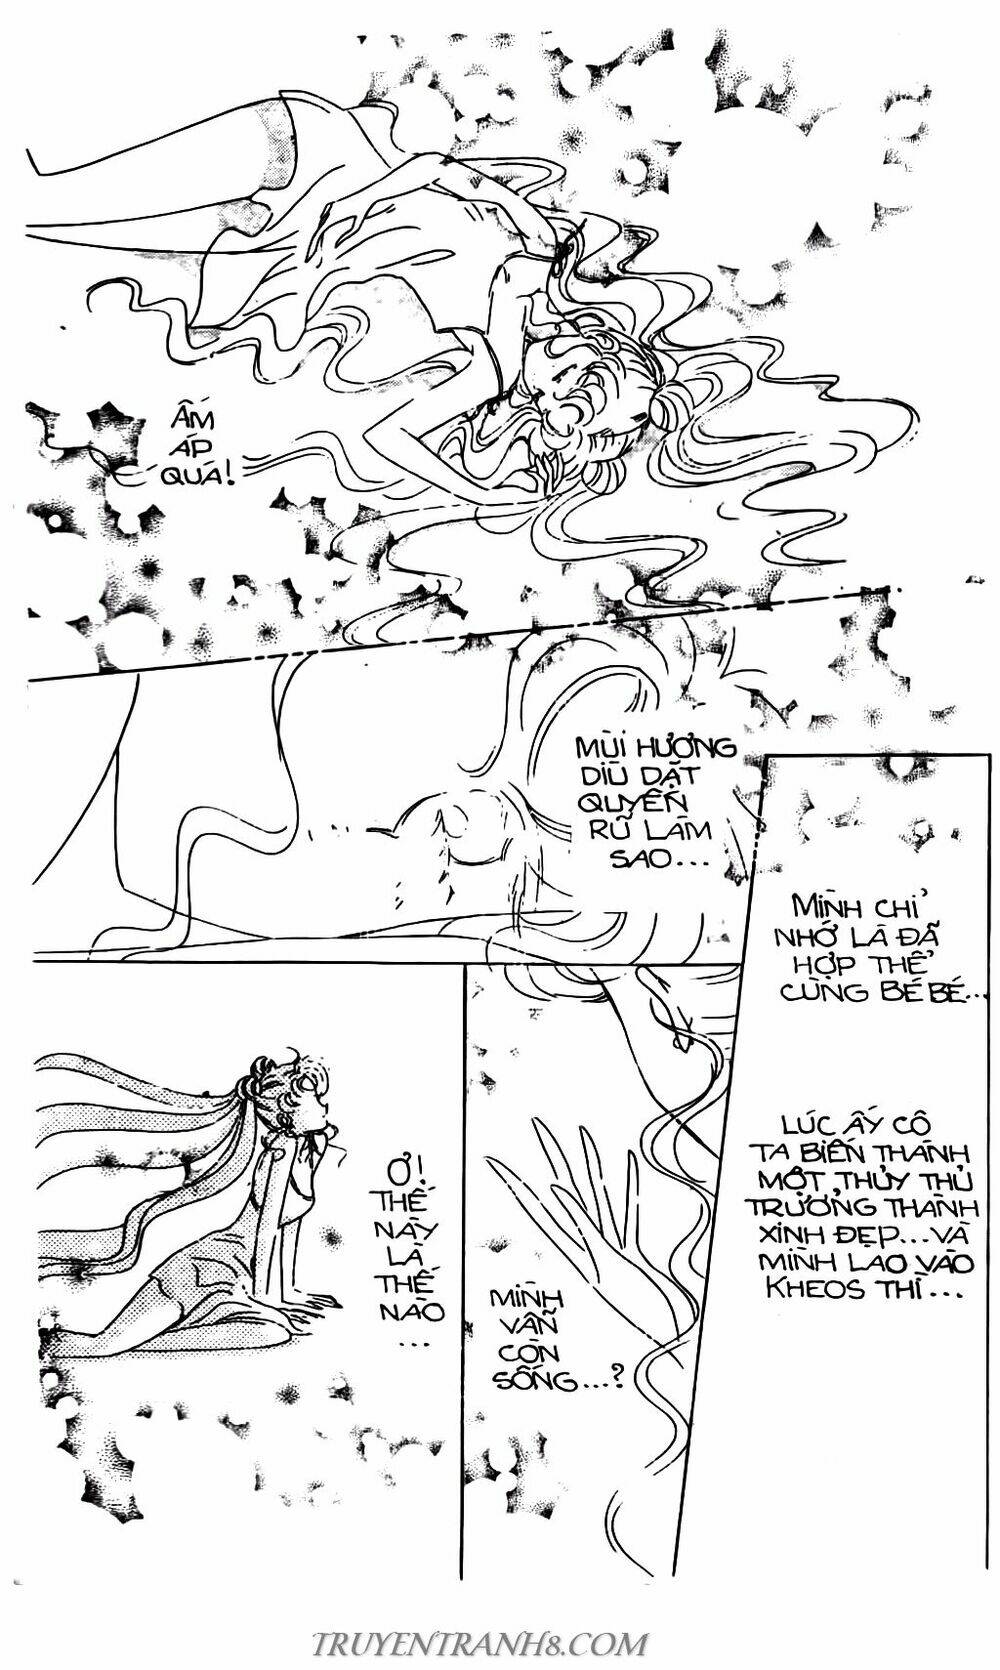 ẤM
ÁP
QUÁ!
MÙI HƯƠNG
DÌU DẶT
QUYẾN
RŨ LÀM
SAO...
MÌNH CHỈ
NHỚ LÀ ĐÃ
HỢP THỂ
CÙNG BÉ BÉ...
LÚC ẤY CÔ
TA BIẾN THÀNH
MỘT THỦY THỦ
TRƯỞNG THÀNH
XINH ĐẸP...VÀ
MÌNH LAO VÀO
KHEOS THÌ...
MÌNH
VẪN
CÒN
SỐNG...?
Ơ!
THẾ
NÀY
LÀ
THẾ
NÀO
...
TRUYENTRANH8.COM